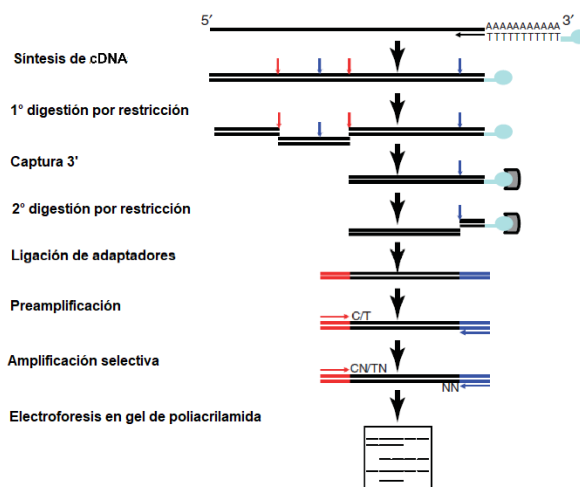 5′ 3′
AAAAAAAAAAA
TTTTTTTTTTT
Síntesis de cDNA
1° digestión por restricción
Captura 3'
2° digestión por restricción
Ligación de adaptadores
Preamplificación
C/T
Amplificación selectiva
CN/TN
NN
Electroforesis en gel de poliacrilamida